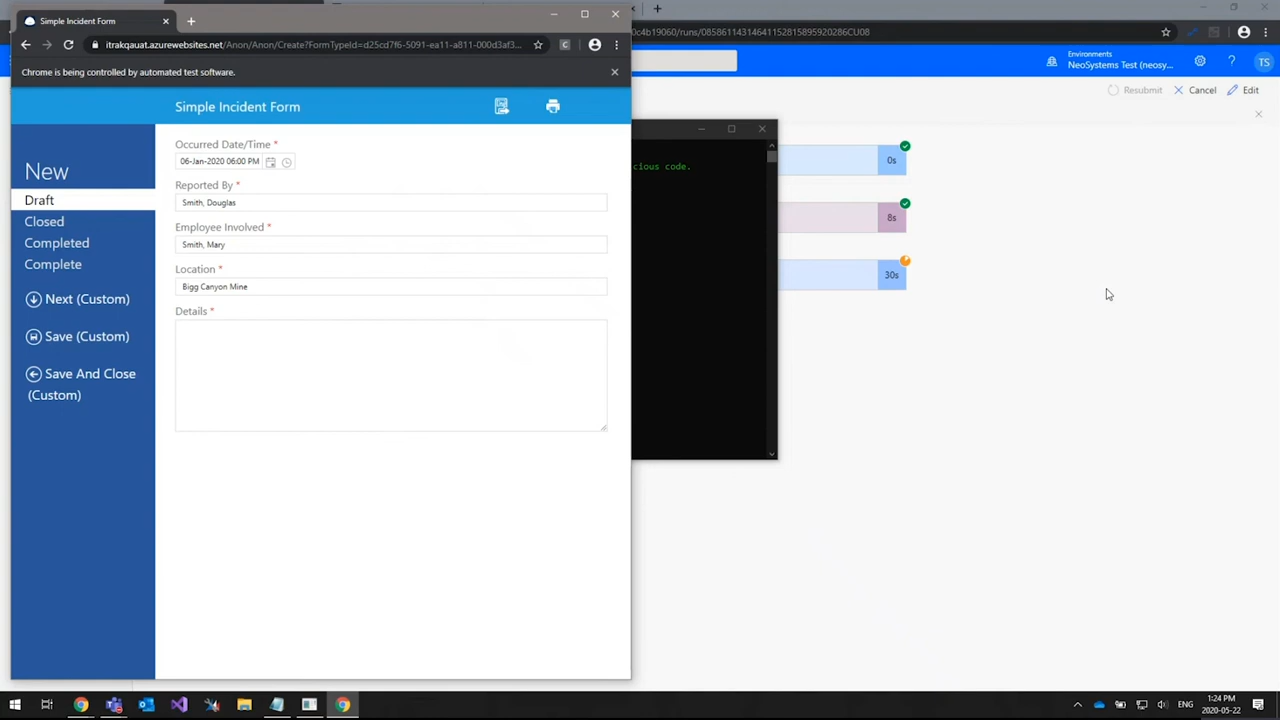 Simple Incident Form
itrakqauat.azurewebsites.net/Anon/Anon/Create?FormTypeId=d25cd7f6-5091-ea11-a811-000d3af3...
0c4b19060/runs/08586114314641152815895920286CU08
Chrome is being controlled by automated test software.
Environments
NeoSystems Test (neosy...
TS
Resubmit
Cancel
Edit
Simple Incident Form
New
Draft
Closed
Completed
Complete
Next (Custom)
Save (Custom)
Save And Close
(Custom)
Occurred Date/Time *
06-Jan-2020 06:00 PM
Reported By *
Smith, Douglas
Employee Involved *
Smith, Mary
Location *
Bigg Canyon Mine
Details *
cious code.
0s
8s
30s
ENG
1:24 PM
2020-05-22